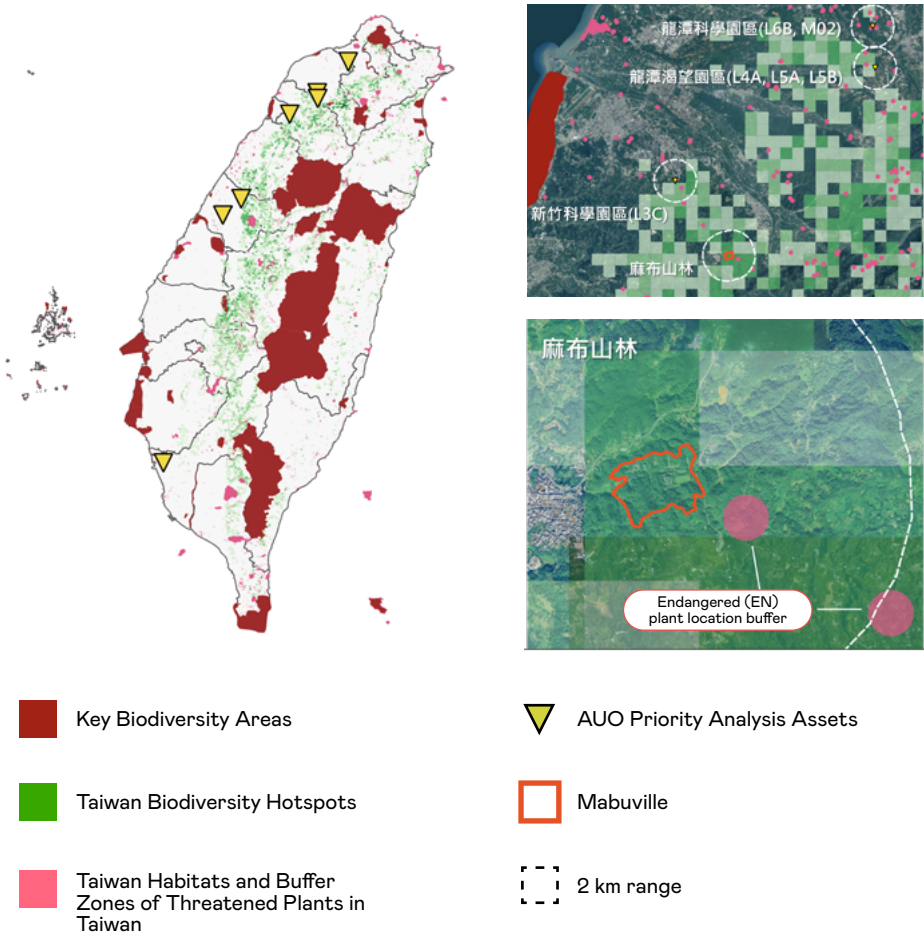 龍潭科學園區(L6B, M02)
龍潭渴望園區(L4A, L5A, L5B)
新竹科學園區(L3C)
麻布山林
麻布山林
Endangered (EN)
plant location buffer
Key Biodiversity Areas
AUO Priority Analysis Assets
Taiwan Biodiversity Hotspots
Mabuville
Taiwan Habitats and Buffer
Zones of Threatened Plants in
Taiwan
2 km range